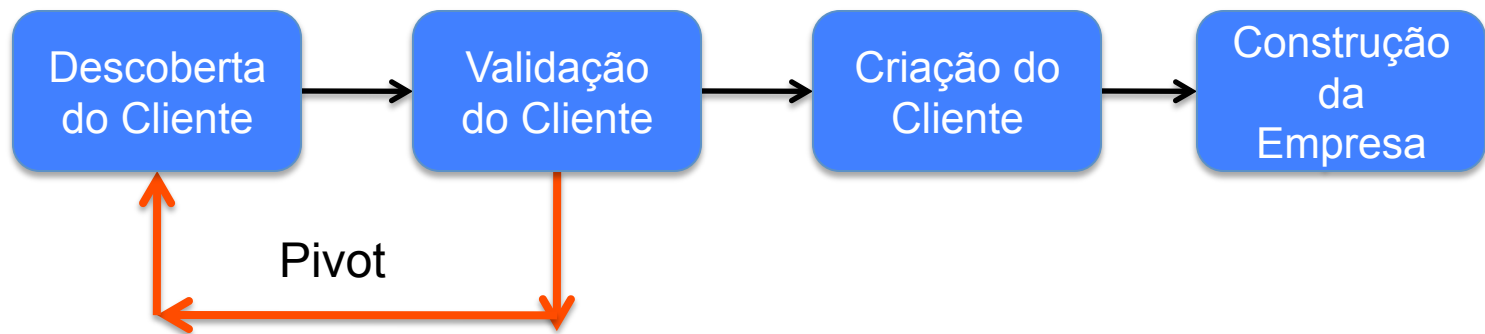 Descoberta
do Cliente
Validação
do Cliente
Criação do
Cliente
Construção
da
Empresa
Pivot